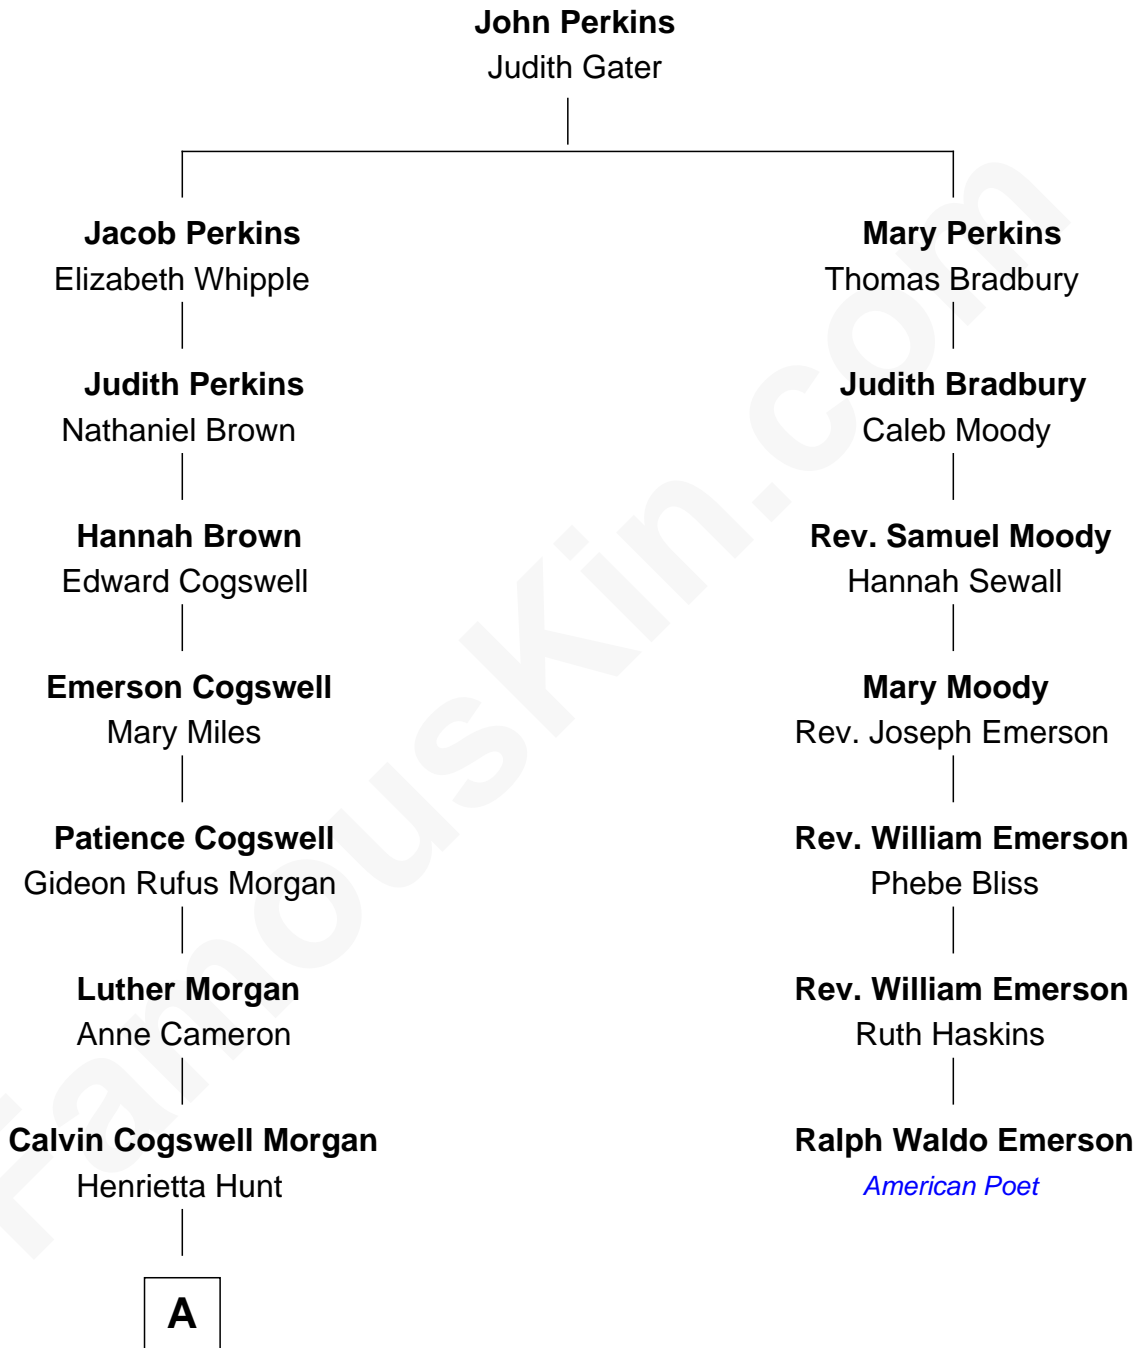 John Perkins
Judith Gater
Jacob Perkins
Elizabeth Whipple
Mary Perkins
Thomas Bradbury
Judith Perkins
Nathaniel Brown
Judith Bradbury
Caleb Moody
Hannah Brown
Edward Cogswell
Rev. Samuel Moody
Hannah Sewall
Emerson Cogswell
Mary Miles
Mary Moody
Rev. Joseph Emerson
Patience Cogswell
Gideon Rufus Morgan
Rev. William Emerson
Phebe Bliss
Luther Morgan
Anne Cameron
Rev. William Emerson
Ruth Haskins
Calvin Cogswell Morgan
Henrietta Hunt
Ralph Waldo Emerson
American Poet
A
FamousKin.com